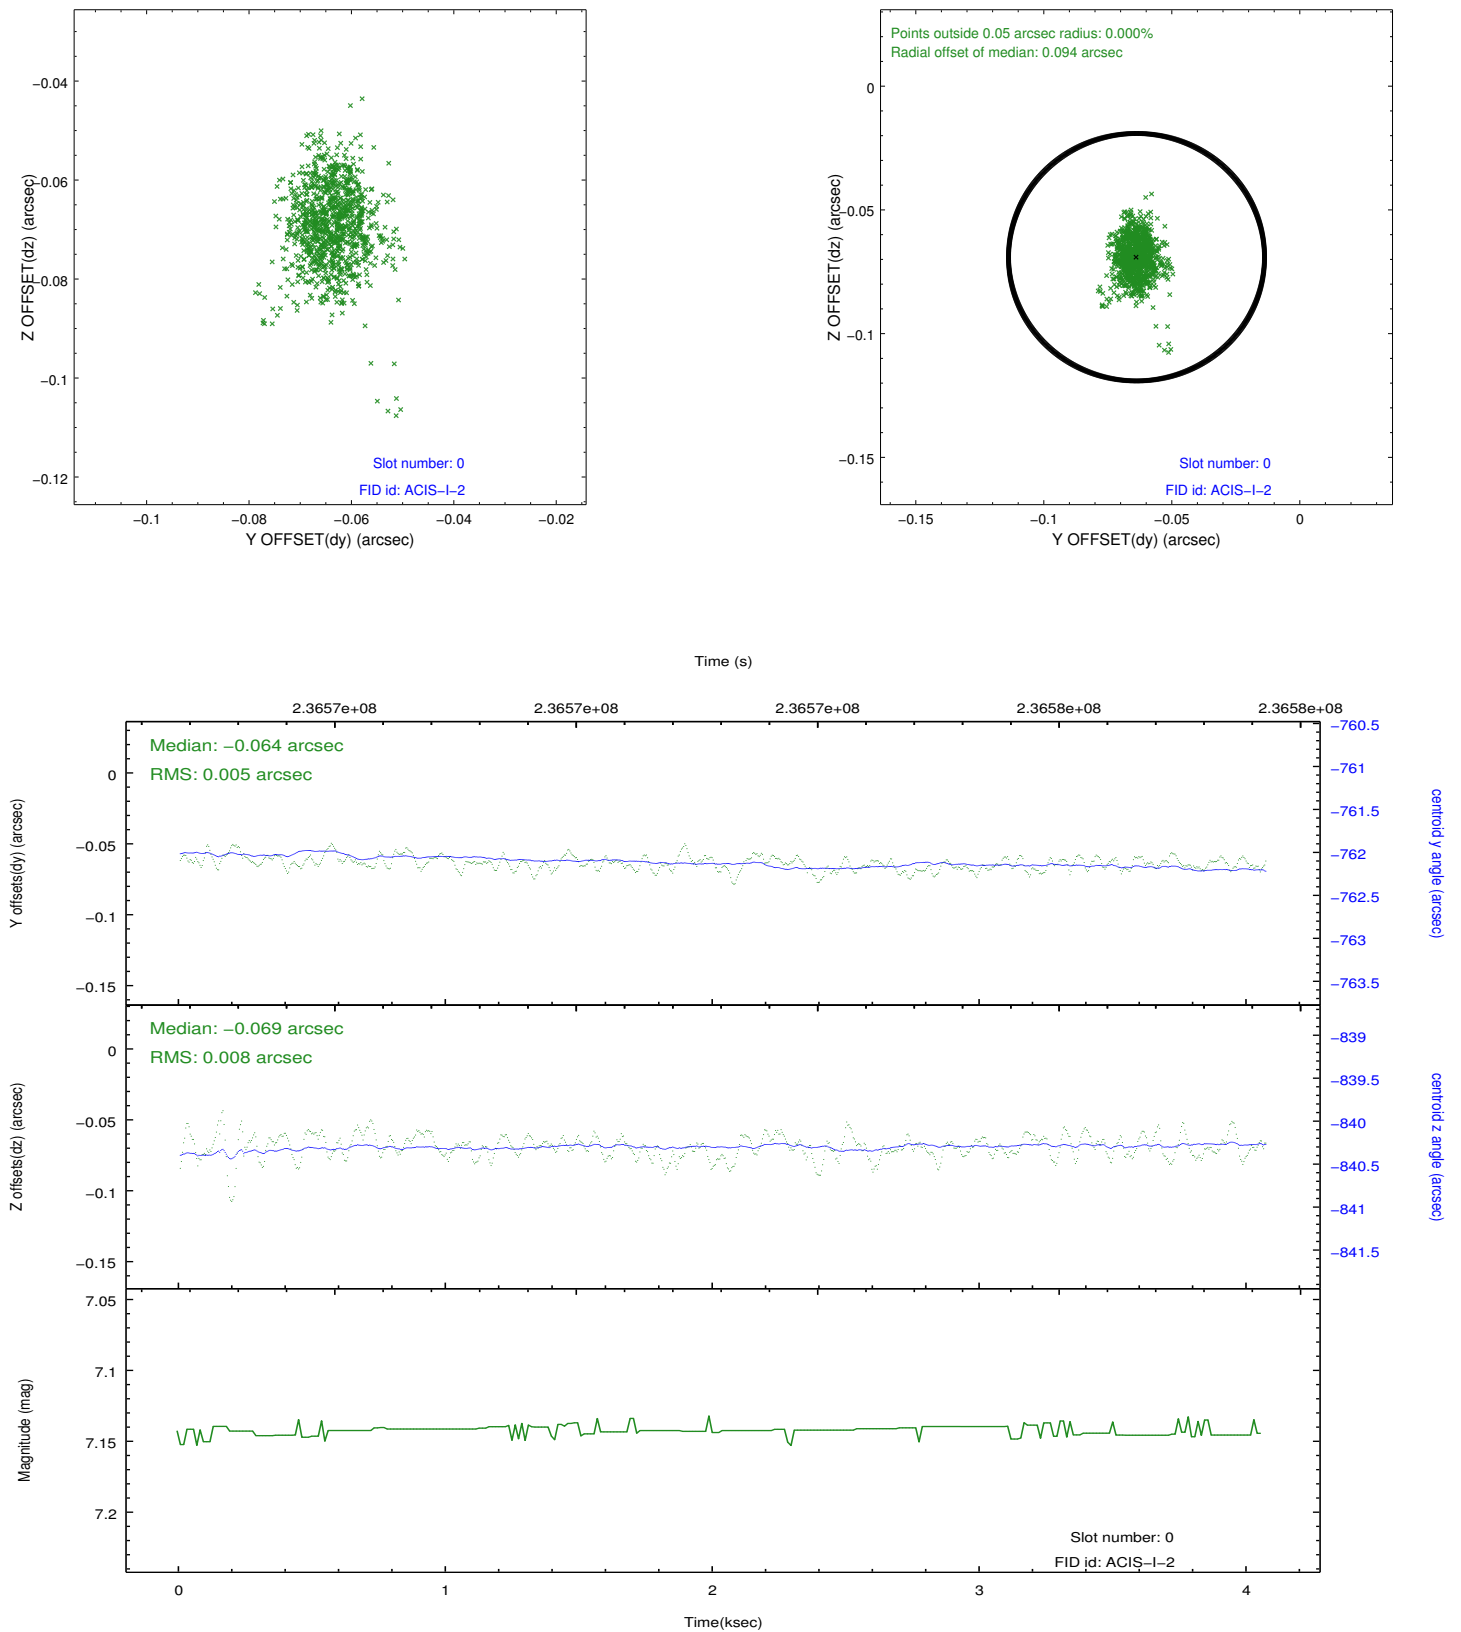 −0.04
−0.06
−0.08
−0.1
−0.12
Z OFFSET(dz) (arcsec)
Slot number: 0
FID id: ACIS−I−2
−0.1
−0.08
−0.06
−0.04
−0.02
Y OFFSET(dy) (arcsec)
Points outside 0.05 arcsec radius: 0.000%
Radial offset of median: 0.094 arcsec
0
−0.05
−0.1
−0.15
Z OFFSET(dz) (arcsec)
Slot number: 0
FID id: ACIS−I−2
−0.15
−0.1
−0.05
0
Y OFFSET(dy) (arcsec)
Time (s)
2.3657e+08
2.3657e+08
2.3657e+08
2.3658e+08
2.3658e+08
Median: −0.064 arcsec
RMS: 0.005 arcsec
0
−0.05
−0.1
−0.15
Y offsets(dy) (arcsec)
−760.5
−761
−761.5
−762
−762.5
−763
−763.5
centroid y angle (arcsec)
Median: −0.069 arcsec
RMS: 0.008 arcsec
0
−0.05
−0.1
−0.15
Z offsets(dz) (arcsec)
−839
−839.5
−840
−840.5
−841
−841.5
centroid z angle (arcsec)
7.05
7.1
7.15
7.2
Magnitude (mag)
Slot number: 0
FID id: ACIS−I−2
0
1
2
3
4
Time(ksec)